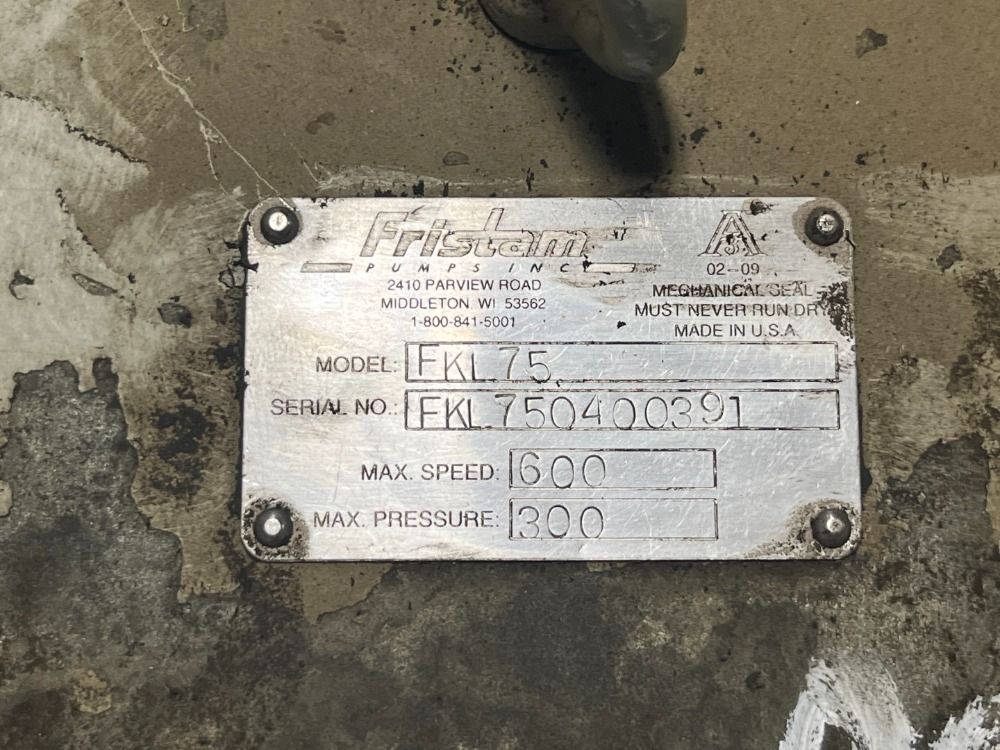 Fristam
PUMPS INC
2410 PARVIEW ROAD
MIDDLETON, WI 53562
1-800-841-5001
3A
02-09
MECHANICAL SEAL
MUST NEVER RUN DRY
MADE IN U.S.A.
MODEL: FKL75
SERIAL NO.: FKL750400391
MAX. SPEED: 600
MAX. PRESSURE: 300